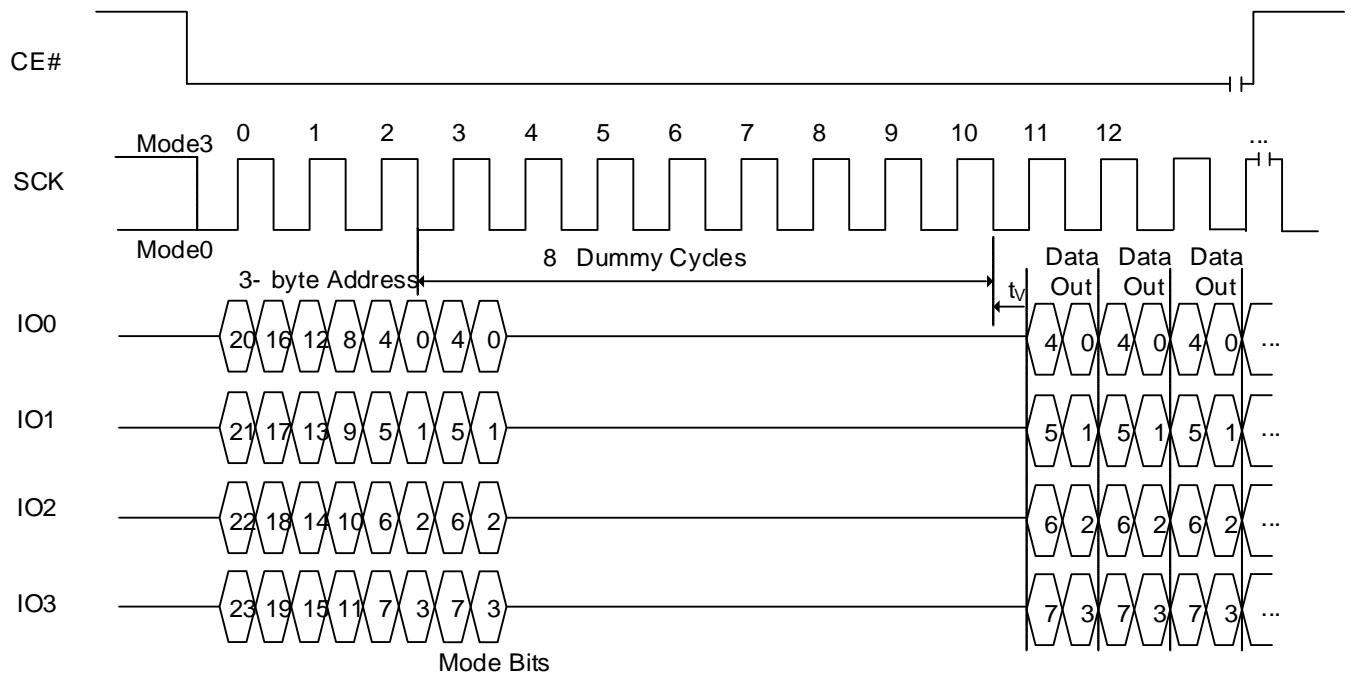 CE#
Mode3 0 1 2 3 4 5 6 7 8 9 10 11 12 ...
SCK
Mode0
8 Dummy Cycles
3- byte Address
tV
Data Out Data Out Data Out
IO0 20 16 12 8 4 0 4 0 4 0 4 0 4 0 ...
IO1 21 17 13 9 5 1 5 1 5 1 5 1 5 1 ...
IO2 22 18 14 10 6 2 6 2 6 2 6 2 6 2 ...
IO3 23 19 15 11 7 3 7 3 7 3 7 3 7 3 ...
Mode Bits